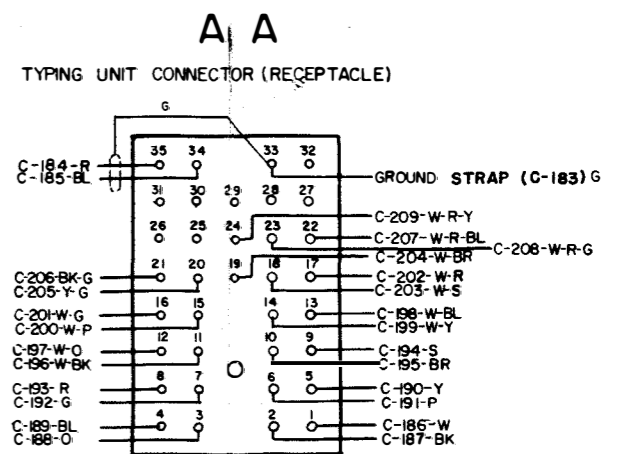 A A
TYPING UNIT CONNECTOR (RECEPTACLE)
G
35 34 33 32
C-184-R
C-185-BL
GROUND STRAP (C-183) G
31 30 29 28 27
C-209-W-R-Y
26 25 24 23 22
C-207-W-R-BL
C-208-W-R-G
C-204-W-BR
21 20 19 18 17
C-206-BK-G
C-202-W-R
C-205-Y-G
C-203-W-S
16 15 14 13
C-201-W-G
C-198-W-BL
C-200-W-P
C-199-W-Y
12 11 10 9
C-197-W-O
C-194-S
C-196-W-BK
C-195-BR
8 7 6 5
C-193-R
C-190-Y
C-192-G
C-191-P
4 3 2 1
C-189-BL
C-186-W
C-188-O
C-187-BK